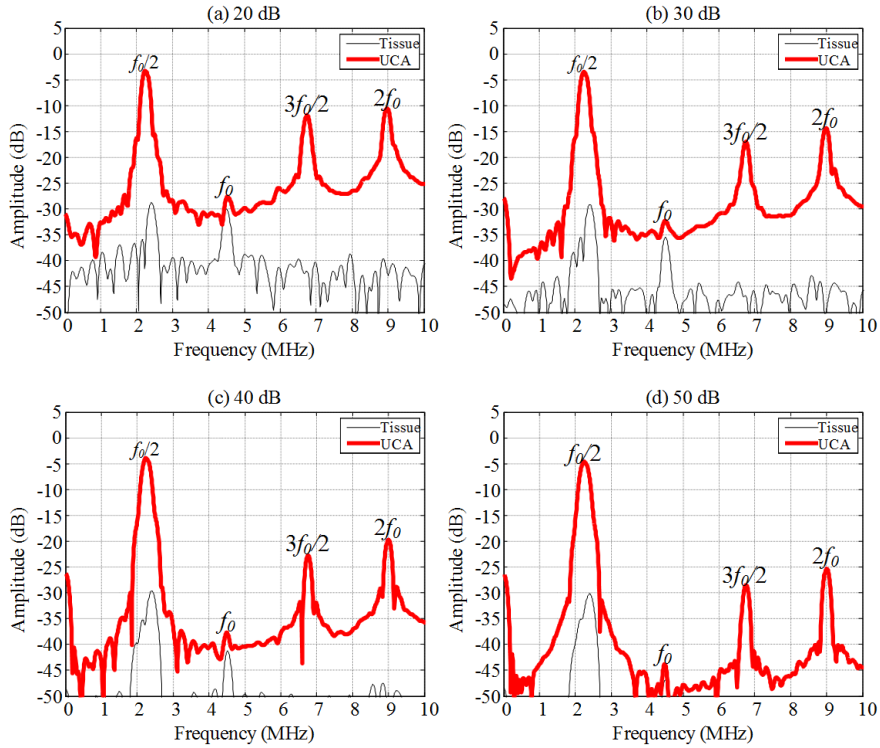 (a) 20 dB
5
0
-5
-10
-15
-20
-25
-30
-35
-40
-45
-50
Amplitude (dB)
Tissue
UCA
f₀/2
f₀
3f₀/2
2f₀
0 1 2 3 4 5 6 7 8 9 10
Frequency (MHz)
(b) 30 dB
5
0
-5
-10
-15
-20
-25
-30
-35
-40
-45
-50
Amplitude (dB)
Tissue
UCA
f₀/2
f₀
3f₀/2
2f₀
0 1 2 3 4 5 6 7 8 9 10
Frequency (MHz)
(c) 40 dB
5
0
-5
-10
-15
-20
-25
-30
-35
-40
-45
-50
Amplitude (dB)
Tissue
UCA
f₀/2
f₀
3f₀/2
2f₀
0 1 2 3 4 5 6 7 8 9 10
Frequency (MHz)
(d) 50 dB
5
0
-5
-10
-15
-20
-25
-30
-35
-40
-45
-50
Amplitude (dB)
Tissue
UCA
f₀/2
f₀
3f₀/2
2f₀
0 1 2 3 4 5 6 7 8 9 10
Frequency (MHz)